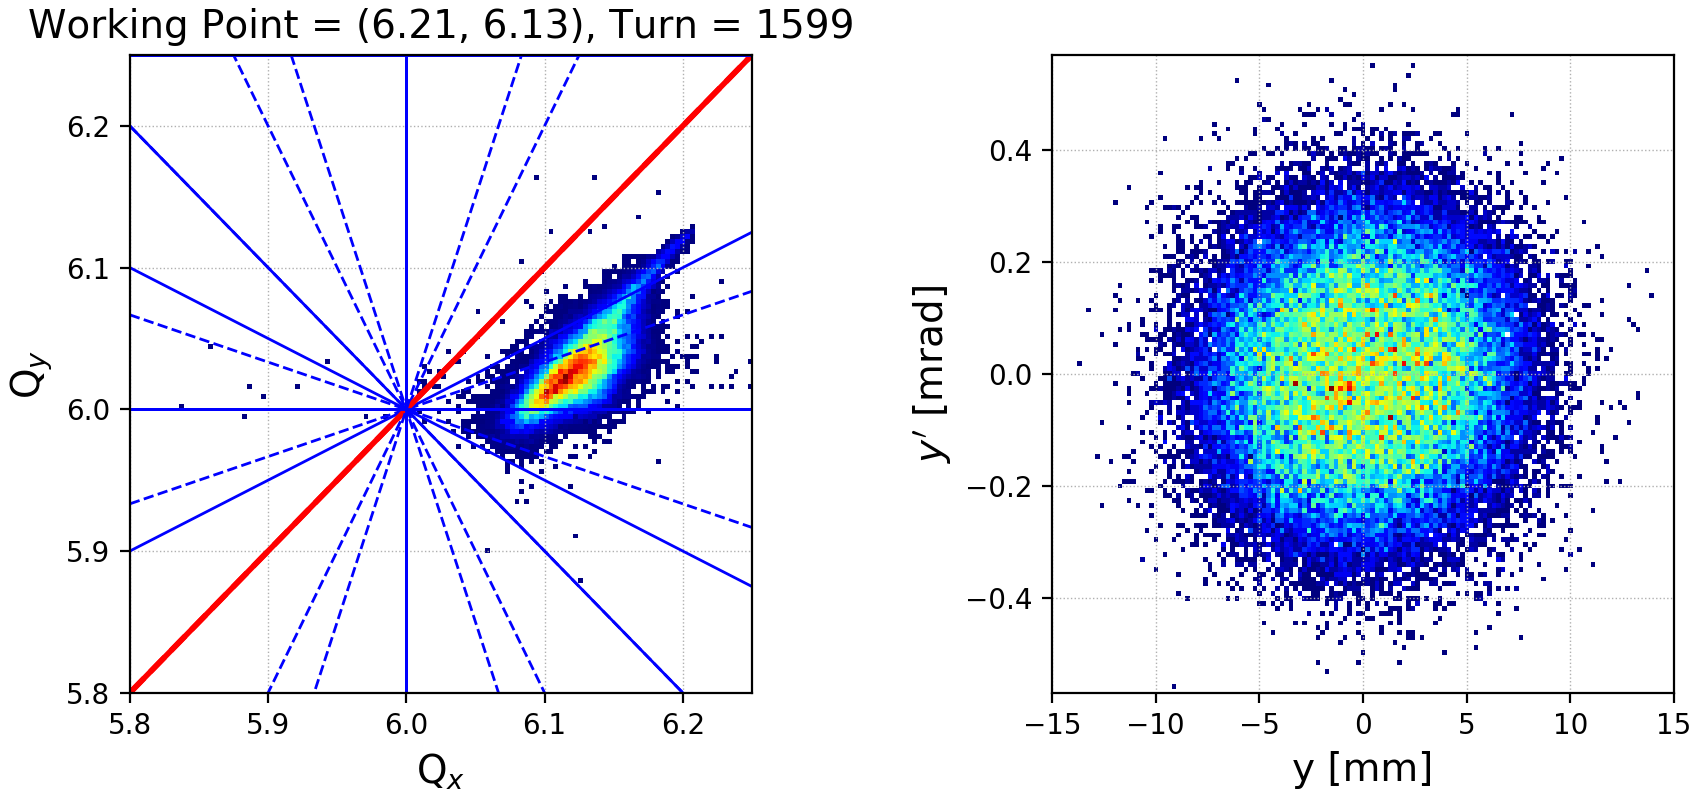 Working Point = (6.21, 6.13), Turn = 1599
6.2
6.1
6.0
5.9
5.8
Q_y
5.8 5.9 6.0 6.1 6.2
Q_x
0.4
0.2
0.0
−0.2
−0.4
y′ [mrad]
−15 −10 −5 0 5 10 15
y [mm]